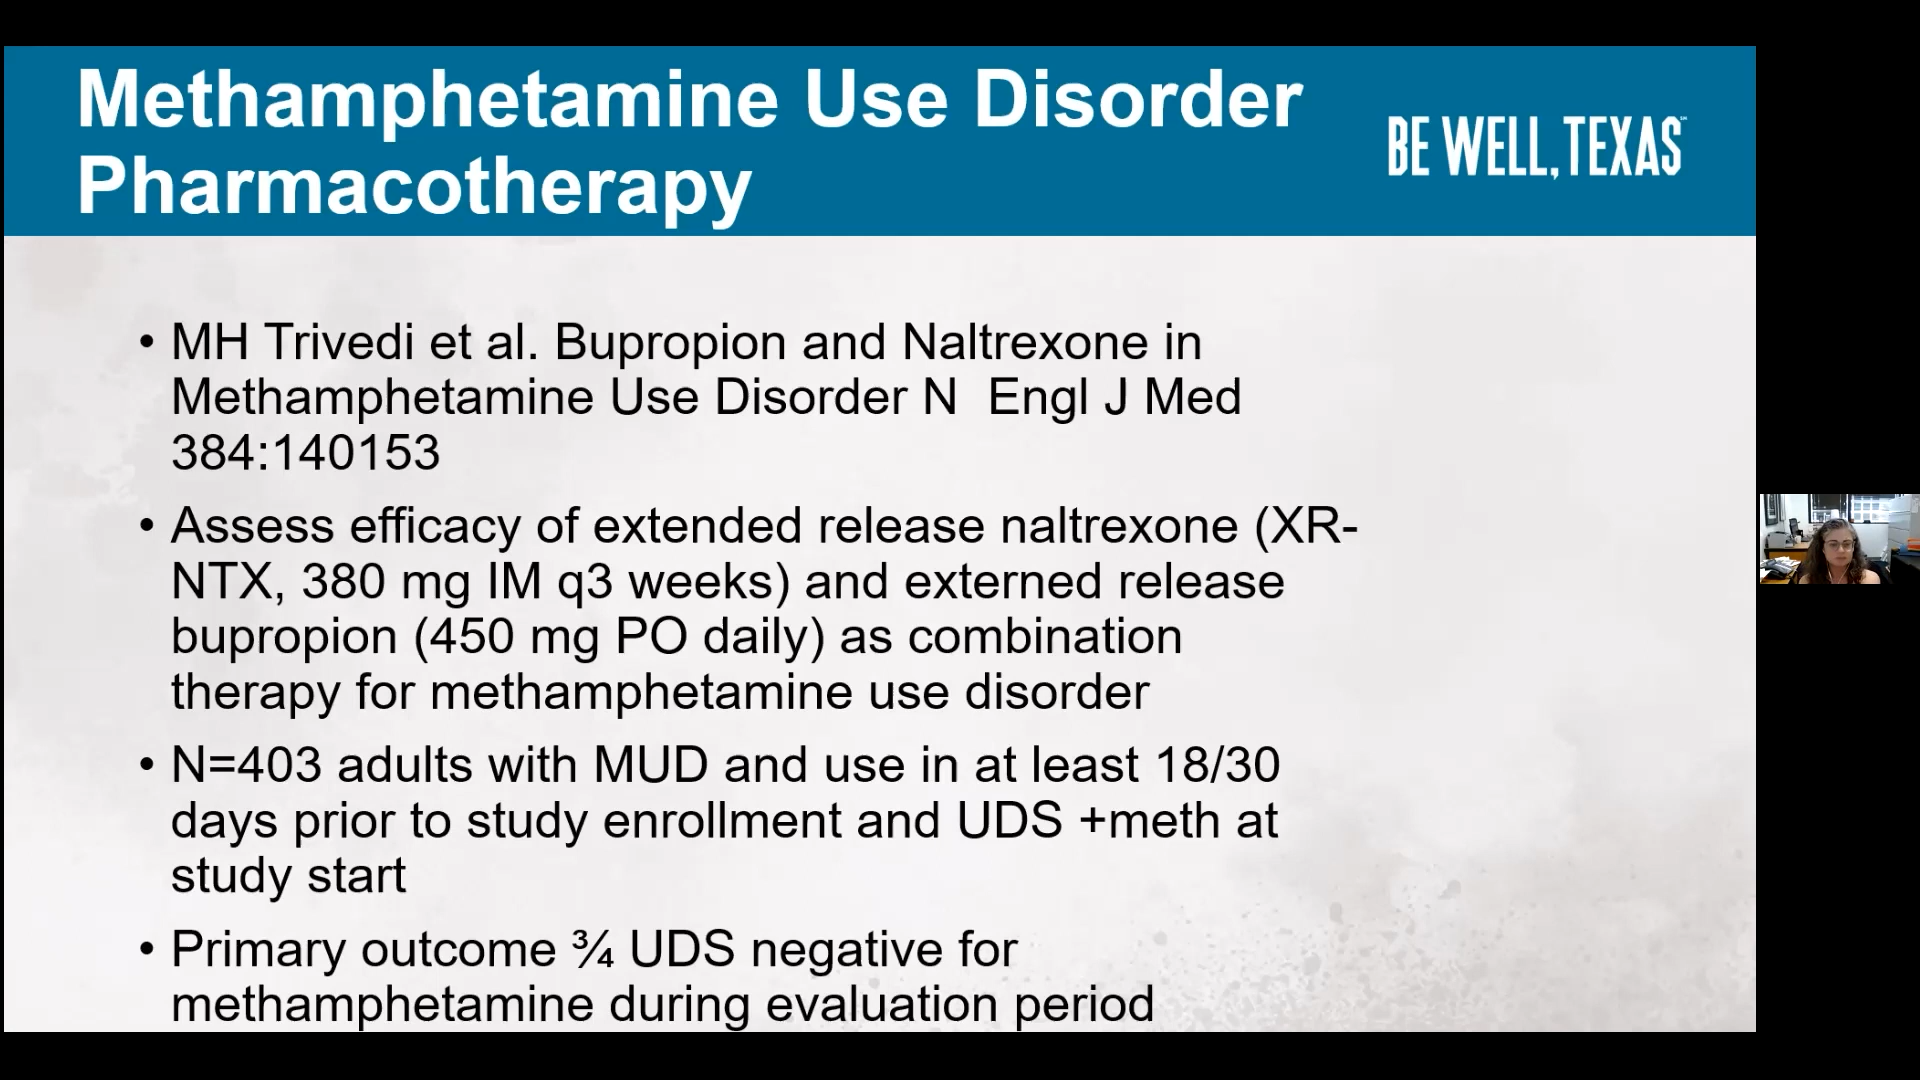 Methamphetamine Use Disorder
Pharmacotherapy
BE WELL, TEXAS℠
• MH Trivedi et al. Bupropion and Naltrexone in
Methamphetamine Use Disorder N  Engl J Med
384:140153
• Assess efficacy of extended release naltrexone (XR-
NTX, 380 mg IM q3 weeks) and externed release
bupropion (450 mg PO daily) as combination
therapy for methamphetamine use disorder
• N=403 adults with MUD and use in at least 18/30
days prior to study enrollment and UDS +meth at
study start
• Primary outcome ¾ UDS negative for
methamphetamine during evaluation period